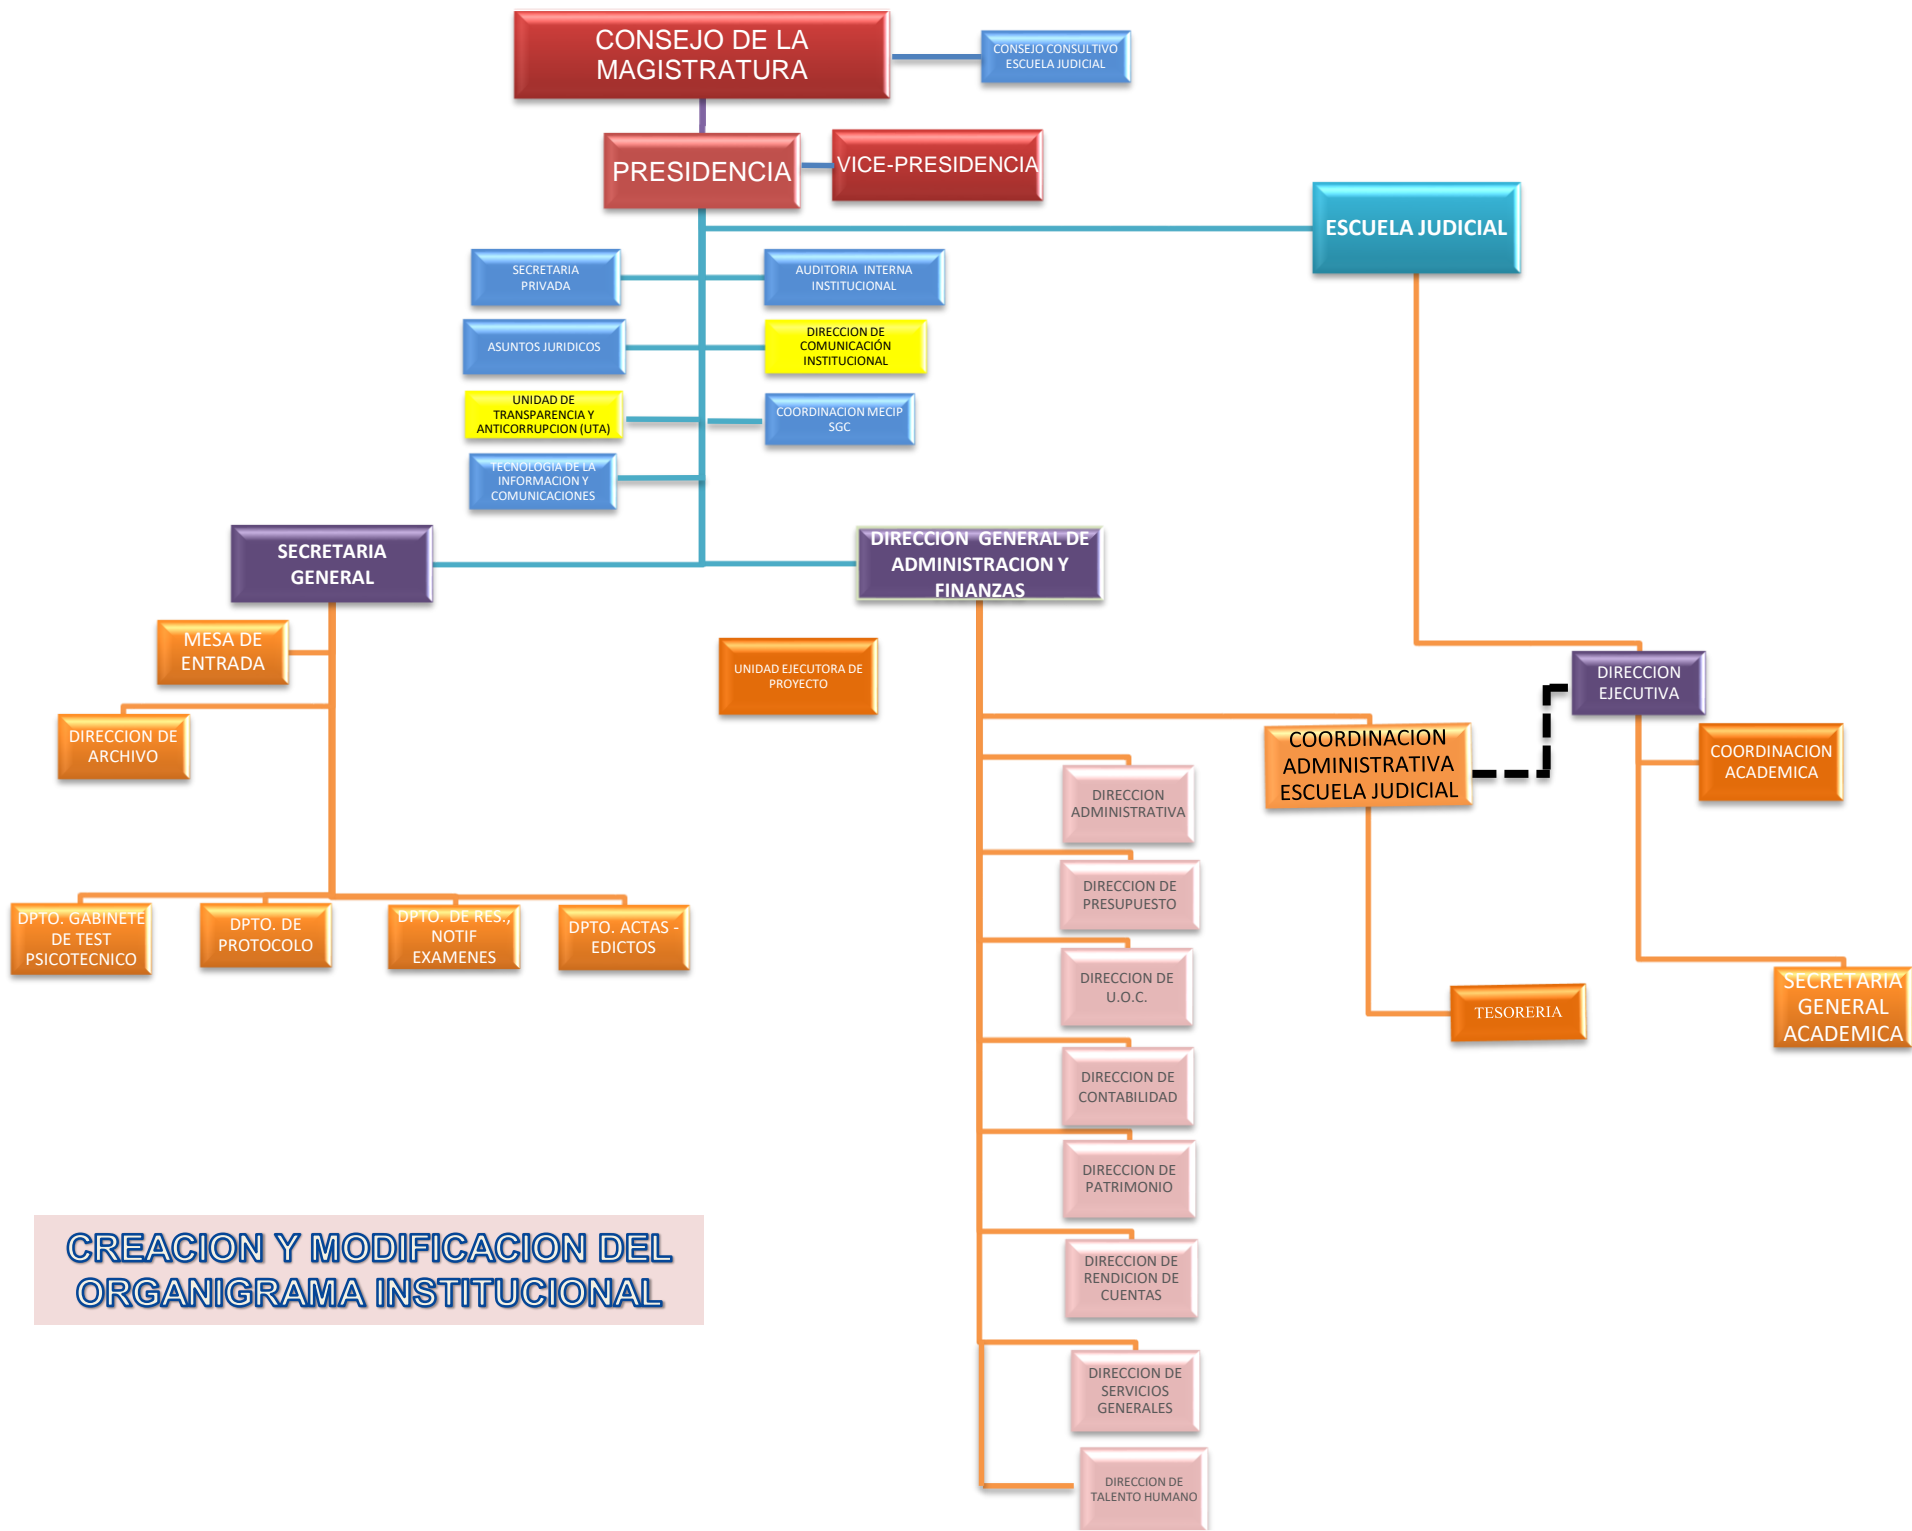 CONSEJO DE LA
MAGISTRATURA
CONSEJO CONSULTIVO
ESCUELA JUDICIAL
PRESIDENCIA
VICE-PRESIDENCIA
ESCUELA JUDICIAL
SECRETARIA
PRIVADA
AUDITORIA INTERNA
INSTITUCIONAL
ASUNTOS JURIDICOS
DIRECCION DE
COMUNICACIÓN
INSTITUCIONAL
UNIDAD DE
TRANSPARENCIA Y
ANTICORRUPCION (UTA)
COORDINACION MECIP
SGC
TECNOLOGIA DE LA
INFORMACION Y
COMUNICACIONES
SECRETARIA
GENERAL
DIRECCION GENERAL DE
ADMINISTRACION Y
FINANZAS
MESA DE
ENTRADA
UNIDAD EJECUTORA DE
PROYECTO
DIRECCION
EJECUTIVA
DIRECCION DE
ARCHIVO
COORDINACION
ADMINISTRATIVA
ESCUELA JUDICIAL
COORDINACION
ACADEMICA
DIRECCION
ADMINISTRATIVA
DIRECCION DE
PRESUPUESTO
DPTO. GABINETE
DE TEST
PSICOTECNICO
DPTO. DE
PROTOCOLO
DPTO. DE RES.,
NOTIF
EXAMENES
DPTO. ACTAS -
EDICTOS
DIRECCION DE
U.O.C.
TESORERIA
SECRETARIA
GENERAL
ACADEMICA
DIRECCION DE
CONTABILIDAD
DIRECCION DE
PATRIMONIO
CREACION Y MODIFICACION DEL
ORGANIGRAMA INSTITUCIONAL
DIRECCION DE
RENDICION DE
CUENTAS
DIRECCION DE
SERVICIOS
GENERALES
DIRECCION DE
TALENTO HUMANO